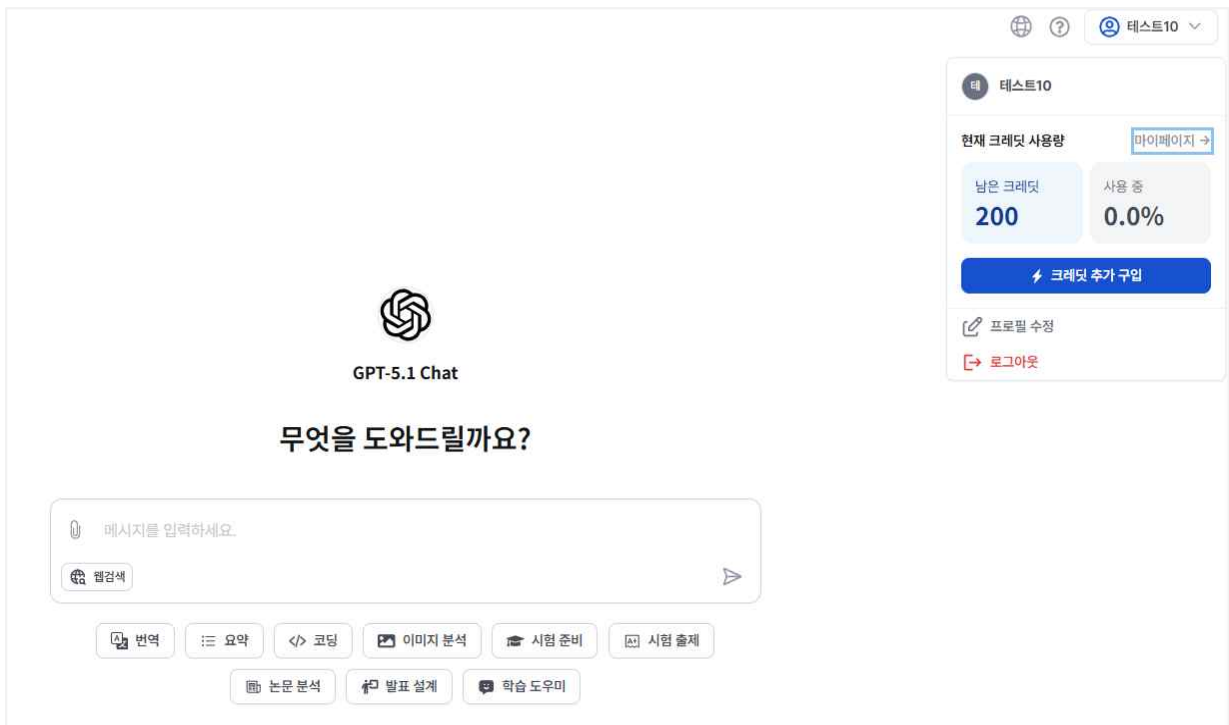 테스트10
테 테스트10
현재 크레딧 사용량 마이페이지 →
남은 크레딧 사용 중
200 0.0%
크레딧 추가 구입
프로필 수정
로그아웃
GPT-5.1 Chat
무엇을 도와드릴까요?
메시지를 입력하세요.
웹검색
번역 요약 </> 코딩 이미지 분석 시험 준비 A+ 시험 출제
논문 분석 발표 설계 학습 도우미